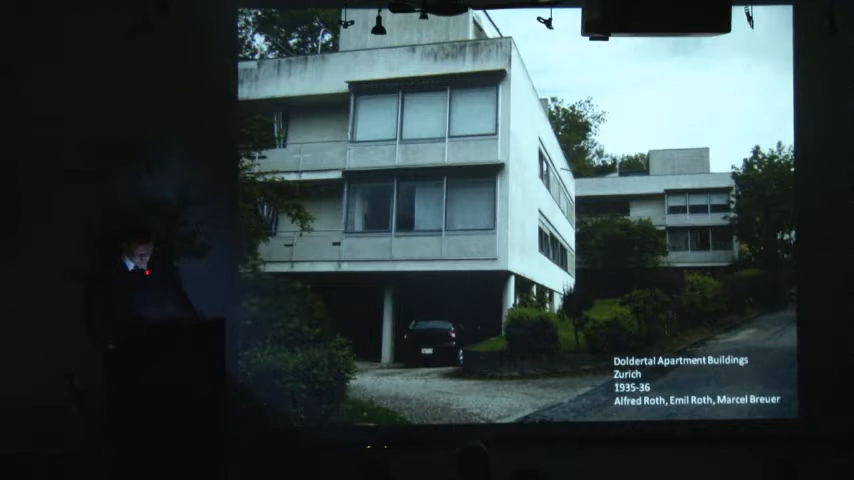 Doldertal Apartment Buildings
Zurich
1935-36
Alfred Roth, Emil Roth, Marcel Breuer